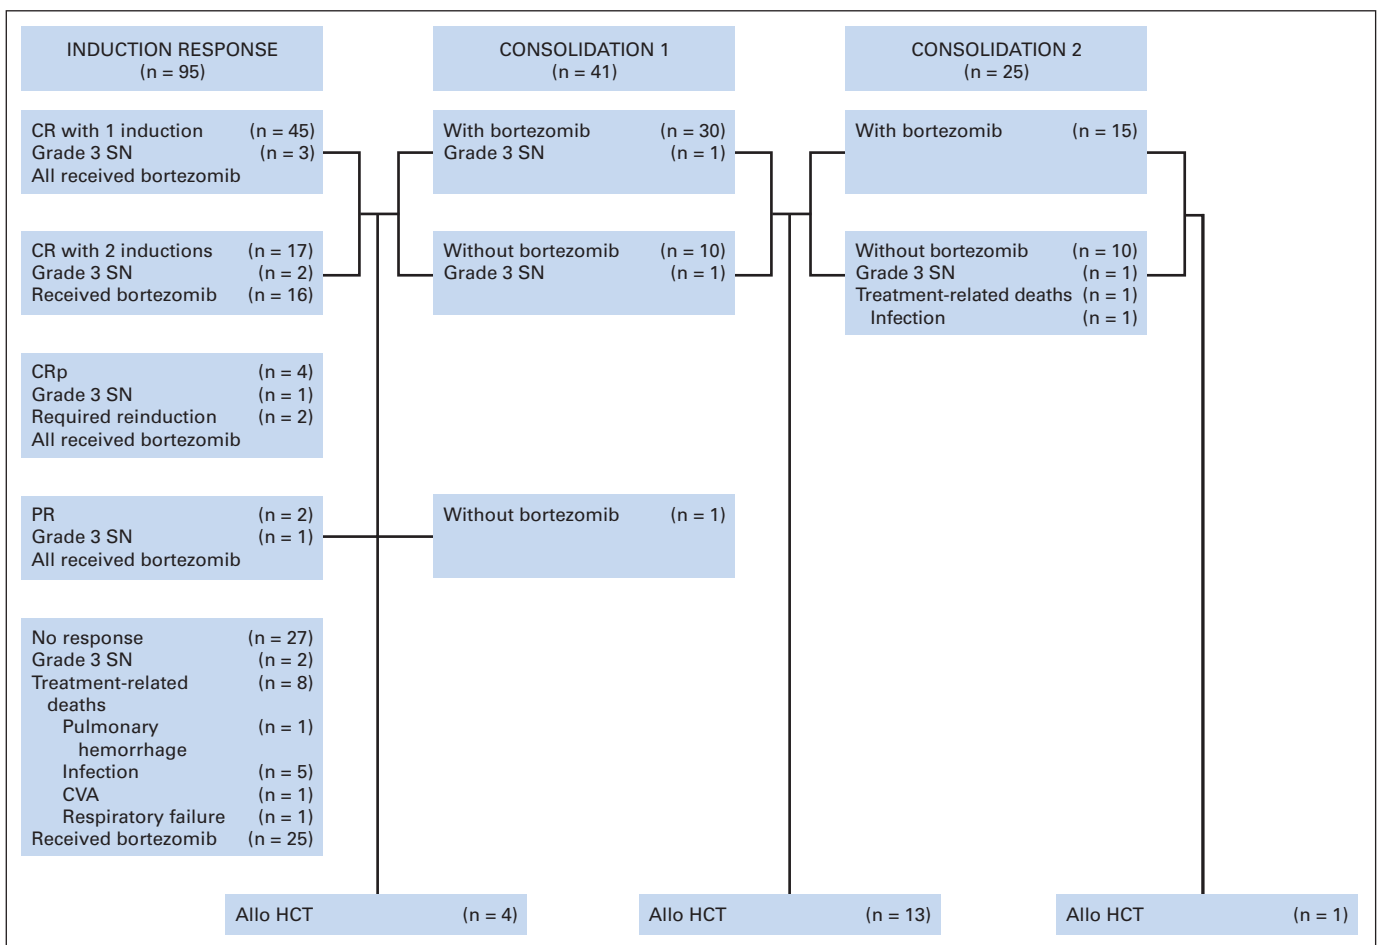 INDUCTION RESPONSE
(n = 95)
CR with 1 induction (n = 45)
Grade 3 SN (n = 3)
All received bortezomib
CR with 2 inductions (n = 17)
Grade 3 SN (n = 2)
Received bortezomib (n = 16)
CRp (n = 4)
Grade 3 SN (n = 1)
Required reinduction (n = 2)
All received bortezomib
PR (n = 2)
Grade 3 SN (n = 1)
All received bortezomib
No response (n = 27)
Grade 3 SN (n = 2)
Treatment-related (n = 8)
deaths
Pulmonary (n = 1)
hemorrhage
Infection (n = 5)
CVA (n = 1)
Respiratory failure (n = 1)
Received bortezomib (n = 25)
CONSOLIDATION 1
(n = 41)
With bortezomib (n = 30)
Grade 3 SN (n = 1)
Without bortezomib (n = 10)
Grade 3 SN (n = 1)
Without bortezomib (n = 1)
CONSOLIDATION 2
(n = 25)
With bortezomib (n = 15)
Without bortezomib (n = 10)
Grade 3 SN (n = 1)
Treatment-related deaths (n = 1)
Infection (n = 1)
Allo HCT (n = 4)
Allo HCT (n = 13)
Allo HCT (n = 1)